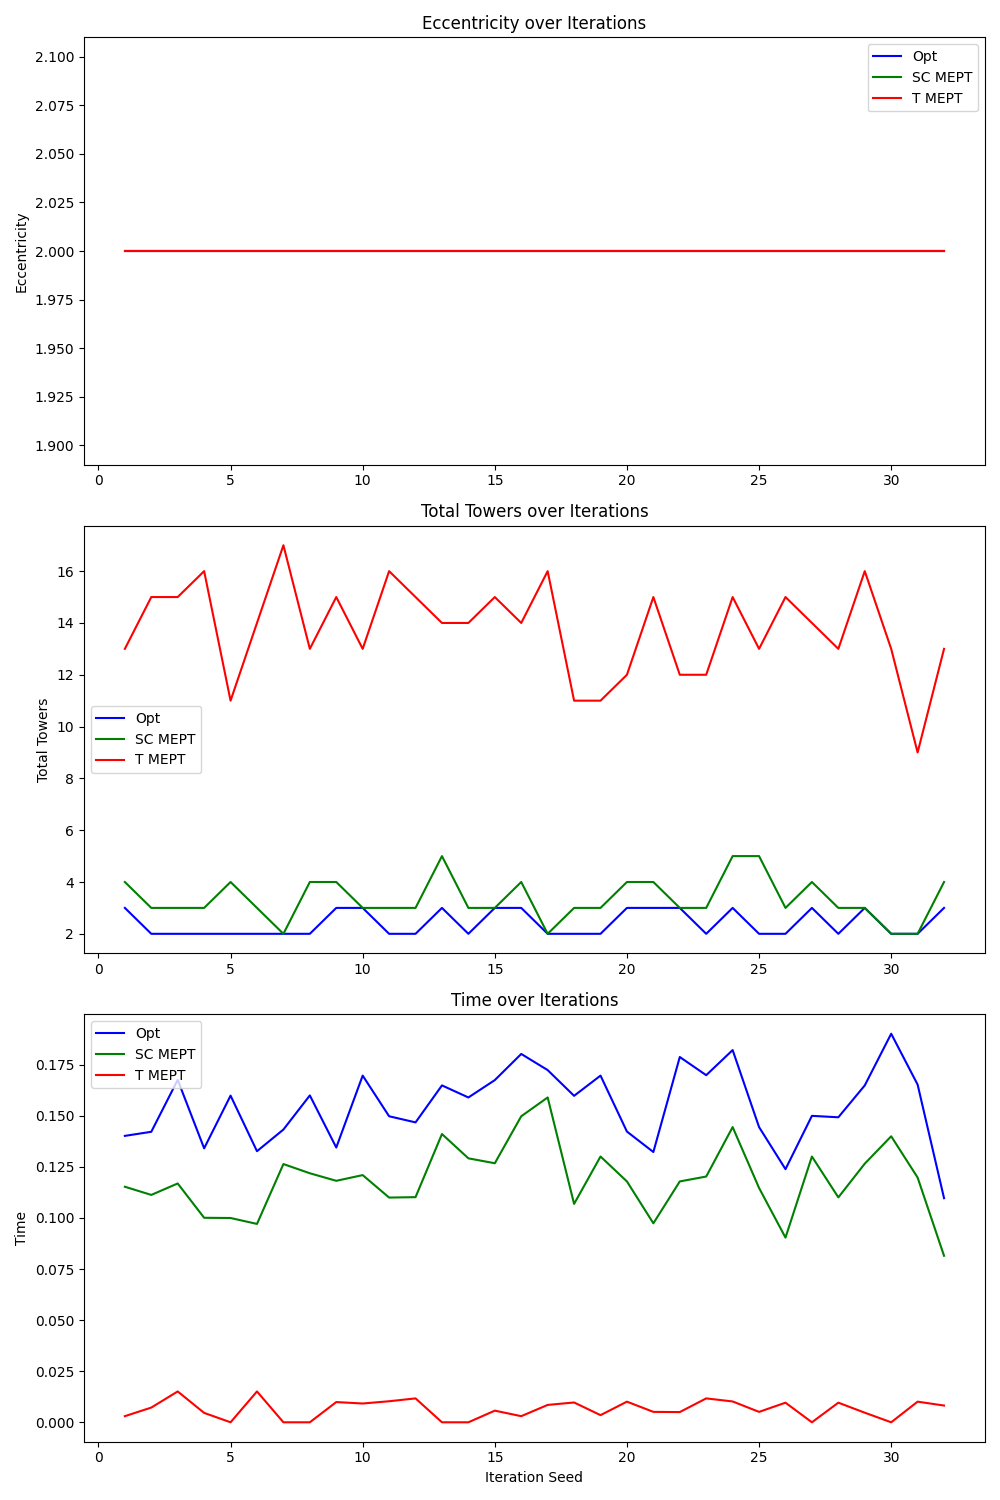 Eccentricity over Iterations
Eccentricity
2.100
2.075
2.050
2.025
2.000
1.975
1.950
1.925
1.900
Opt
SC MEPT
T MEPT
0 5 10 15 20 25 30
Total Towers over Iterations
Total Towers
16
14
12
10
8
6
4
2
Opt
SC MEPT
T MEPT
0 5 10 15 20 25 30
Time over Iterations
Time
0.175
0.150
0.125
0.100
0.075
0.050
0.025
0.000
Opt
SC MEPT
T MEPT
0 5 10 15 20 25 30
Iteration Seed